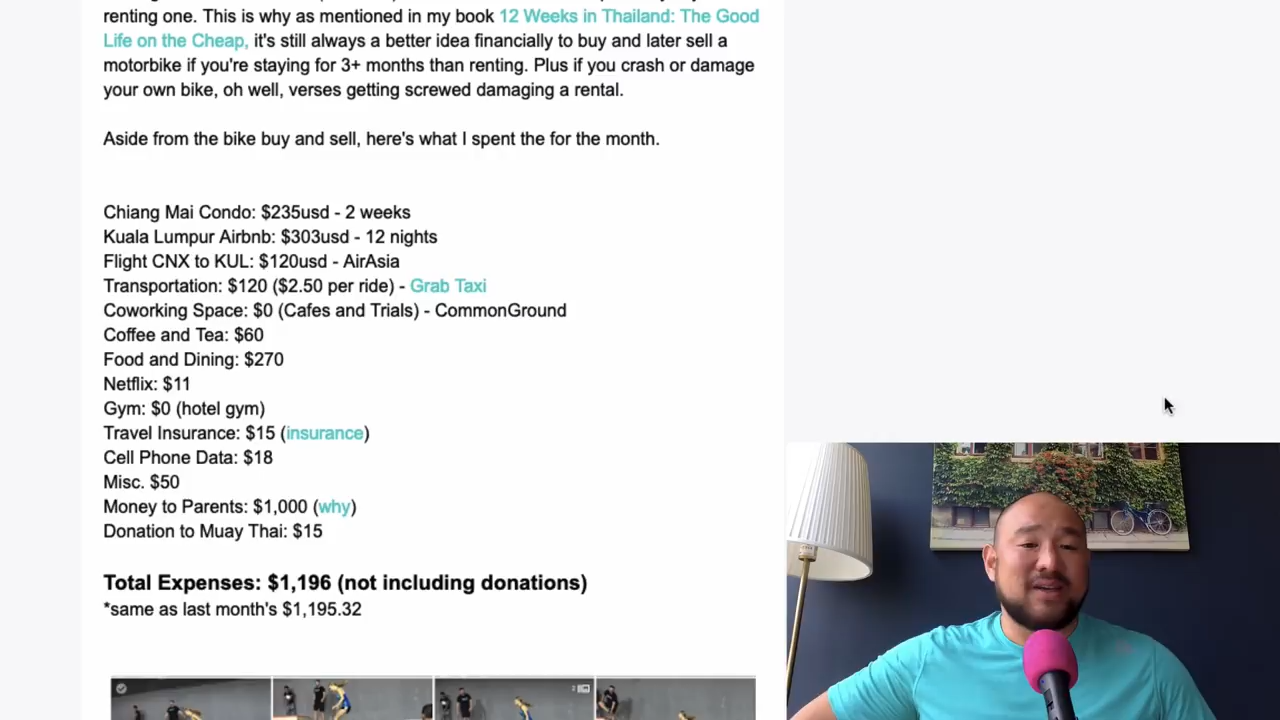 renting one. This is why as mentioned in my book 12 Weeks in Thailand: The Good
Life on the Cheap, it's still always a better idea financially to buy and later sell a
motorbike if you're staying for 3+ months than renting. Plus if you crash or damage
your own bike, oh well, verses getting screwed damaging a rental.
Aside from the bike buy and sell, here's what I spent the for the month.
Chiang Mai Condo: $235usd - 2 weeks
Kuala Lumpur Airbnb: $303usd - 12 nights
Flight CNX to KUL: $120usd - AirAsia
Transportation: $120 ($2.50 per ride) - Grab Taxi
Coworking Space: $0 (Cafes and Trials) - CommonGround
Coffee and Tea: $60
Food and Dining: $270
Netflix: $11
Gym: $0 (hotel gym)
Travel Insurance: $15 (insurance)
Cell Phone Data: $18
Misc. $50
Money to Parents: $1,000 (why)
Donation to Muay Thai: $15
Total Expenses: $1,196 (not including donations)
*same as last month's $1,195.32